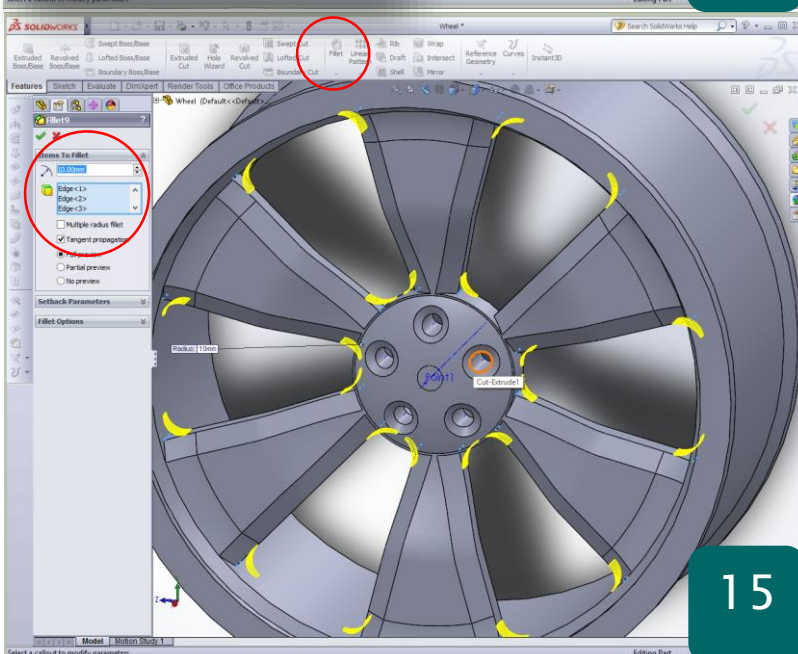 SOLIDWORKS
Wheel *
Search SolidWorks Help
Extruded Boss/Base
Revolved Boss/Base
Swept Boss/Base
Lofted Boss/Base
Boundary Boss/Base
Extruded Cut
Hole Wizard
Revolved Cut
Swept Cut
Lofted Cut
Boundary Cut
Fillet
Linear Pattern
Rib
Draft
Shell
Wrap
Intersect
Mirror
Reference Geometry
Curves
Instant3D
Features Sketch Evaluate DimXpert Render Tools Office Products
Wheel (Default<<Default>
Fillet9 ?
Items To Fillet
10.00mm
Edge<1>
Edge<2>
Edge<3>
Multiple radius fillet
Tangent propagation
Full preview
Partial preview
No preview
Setback Parameters
Fillet Options
Radius: 10mm
Point1
Cut-Extrude1
Z
15
Model Motion Study 1
Select a callout to modify parameters
Editing Part